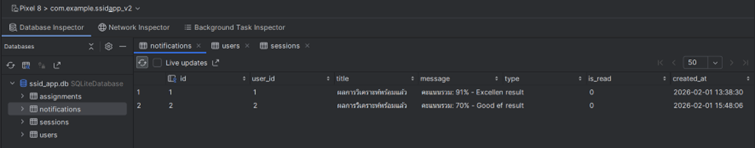 Pixel 8 > com.example.ssidapp_v2
Database Inspector Network Inspector Background Task Inspector
Databases notifications users sessions
Live updates 50
ssid_app.db SQLiteDatabase id user_id title message type is_read created_at
assignments 1 1 1 ผลการวิเคราะห์พร้อมแล้ว คะแนนรวม: 91% - Excellen result 0 2026-02-01 13:38:30
notifications 2 2 2 ผลการวิเคราะห์พร้อมแล้ว คะแนนรวม: 70% - Good ef result 0 2026-02-01 15:48:06
sessions
users